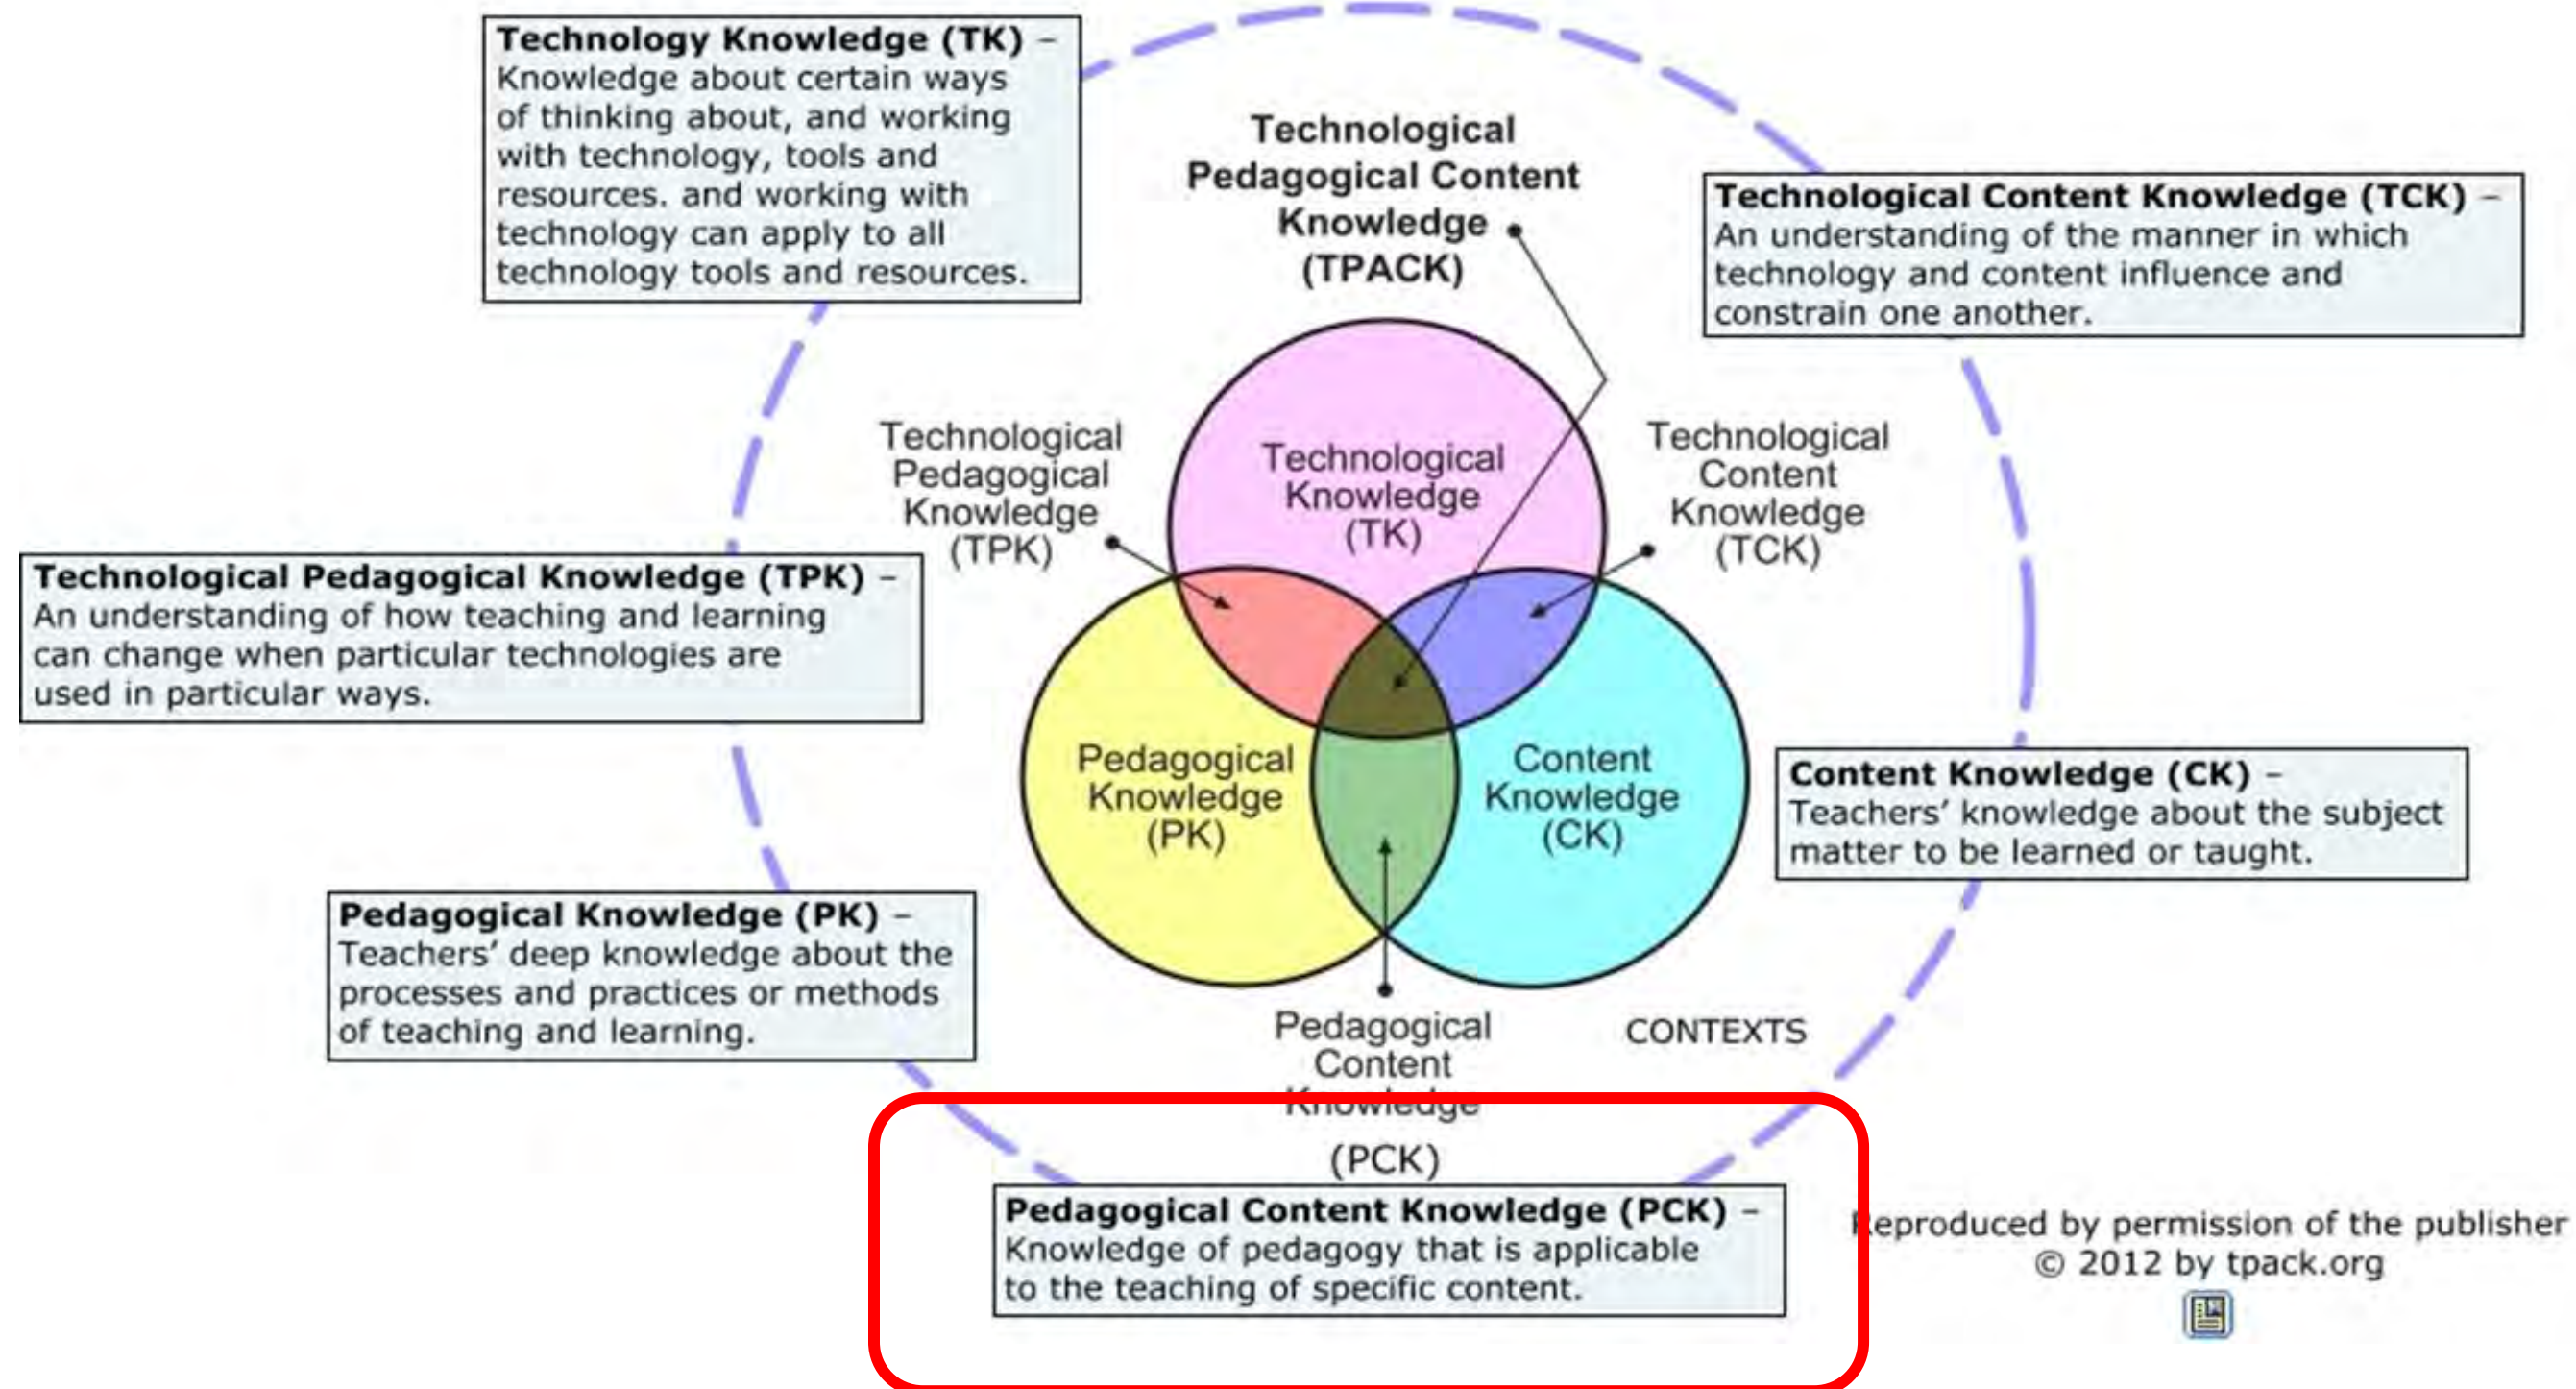 Technology Knowledge (TK) –
Knowledge about certain ways
of thinking about, and working
with technology, tools and
resources. and working with
technology can apply to all
technology tools and resources.
Technological
Pedagogical Content
Knowledge
(TPACK)
Technological Content Knowledge (TCK) –
An understanding of the manner in which
technology and content influence and
constrain one another.
Technological
Pedagogical
Knowledge
(TPK)
Technological
Knowledge
(TK)
Technological
Content
Knowledge
(TCK)
Technological Pedagogical Knowledge (TPK) –
An understanding of how teaching and learning
can change when particular technologies are
used in particular ways.
Pedagogical
Knowledge
(PK)
Content
Knowledge
(CK)
Content Knowledge (CK) –
Teachers’ knowledge about the subject
matter to be learned or taught.
Pedagogical Knowledge (PK) –
Teachers’ deep knowledge about the
processes and practices or methods
of teaching and learning.
Pedagogical
Content
Knowledge
(PCK)
CONTEXTS
Pedagogical Content Knowledge (PCK) –
Knowledge of pedagogy that is applicable
to the teaching of specific content.
Reproduced by permission of the publisher
© 2012 by tpack.org